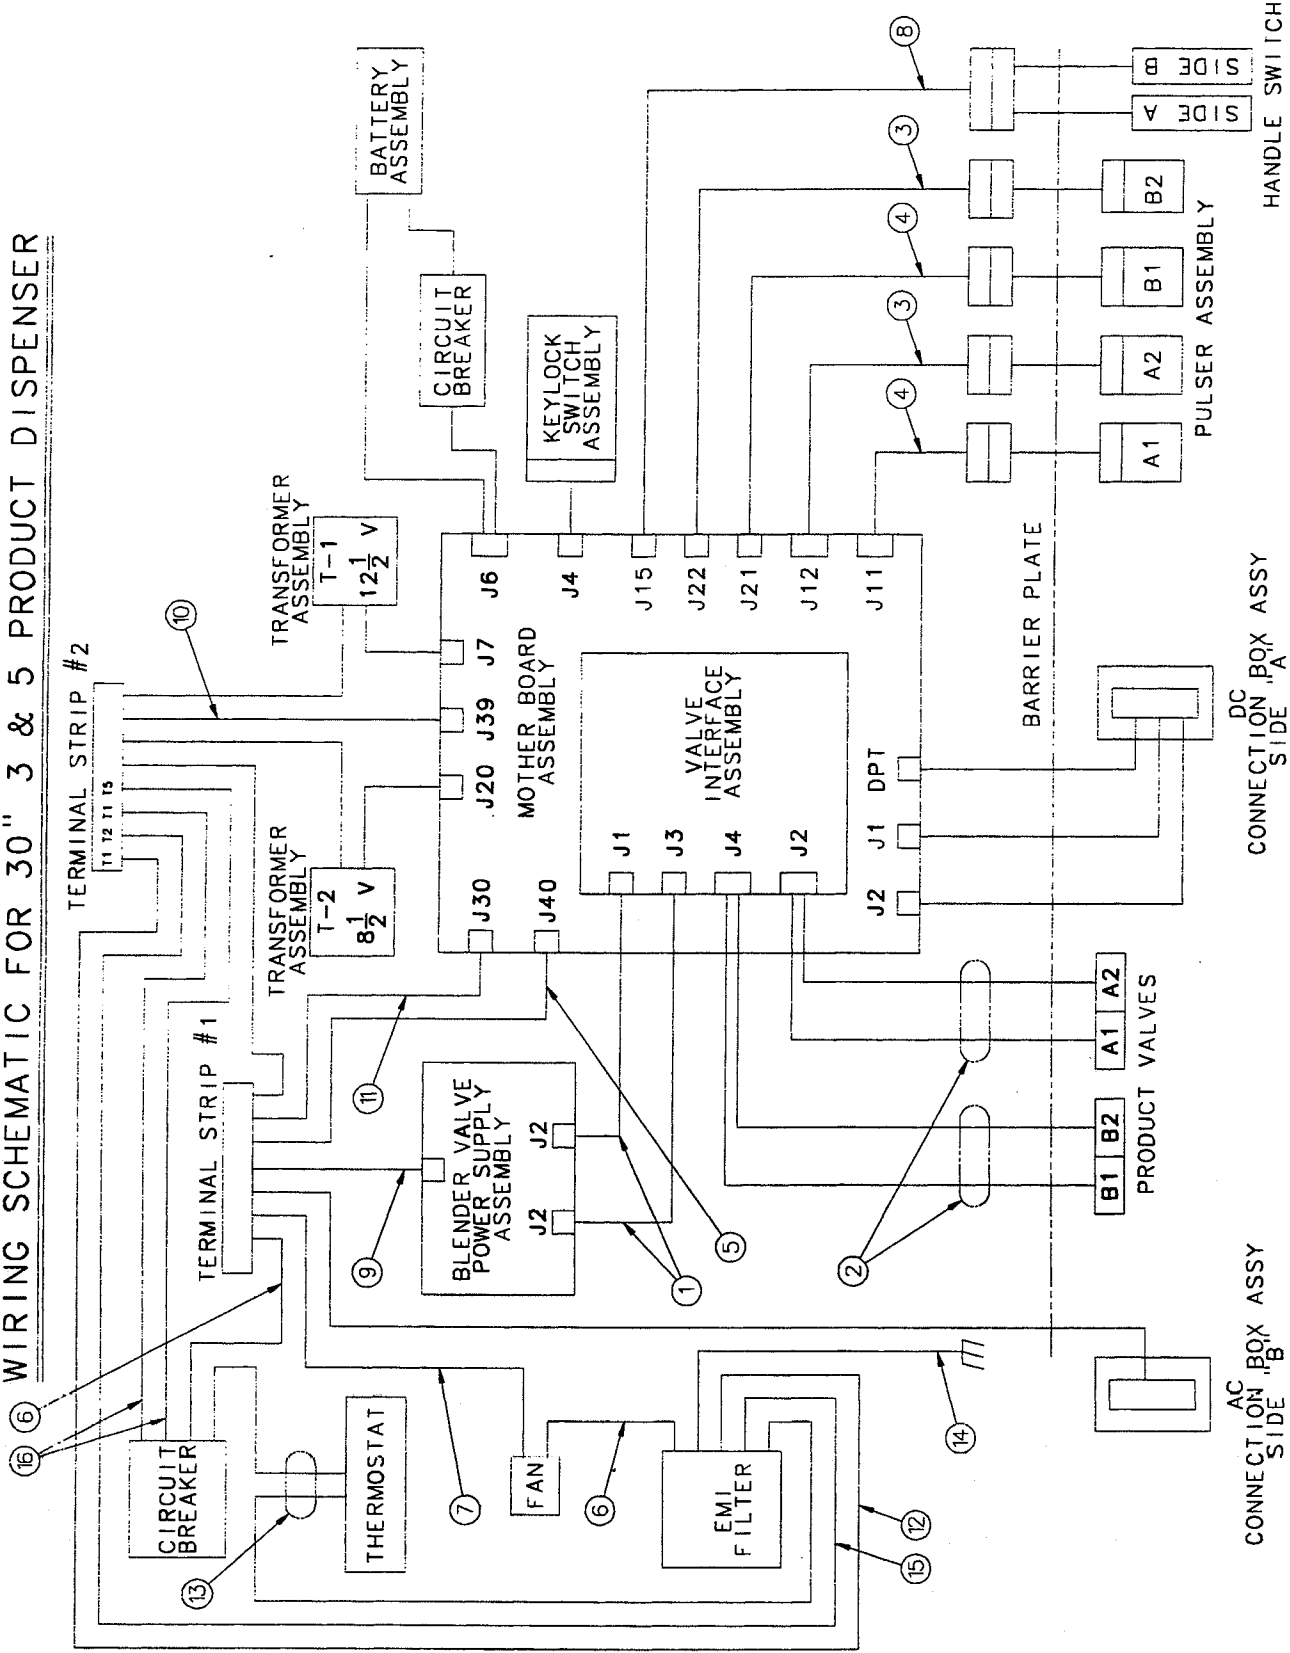 WIRING SCHEMATIC FOR 30" 3 & 5 PRODUCT DISPENSER
TERMINAL STRIP #2
T1 T2 T1 T5
10
TRANSFORMER
ASSEMBLY
T-1
12 1/2 V
BATTERY
ASSEMBLY
CIRCUIT
BREAKER
KEYLOCK
SWITCH
ASSEMBLY
TRANSFORMER
ASSEMBLY
T-2
8 1/2 V
TERMINAL STRIP #1
6
16
CIRCUIT
BREAKER
13
THERMOSTAT
7
FAN
6
EMI
FILTER
12
15
14
11
9
BLENDER VALVE
POWER SUPPLY
ASSEMBLY
J2
J2
1
5
2
MOTHER BOARD
ASSEMBLY
J30
J40
J20
J39
J7
J6
J4
J15
J22
J21
J12
J11
VALVE
INTERFACE
ASSEMBLY
J1
J3
J4
J2
J2
J1
DPT
8
3
4
3
4
BARRIER PLATE
AC
CONNECTION BOX ASSY
SIDE "B"
B1 B2
A1 A2
PRODUCT VALVES
DC
CONNECTION BOX ASSY
SIDE "A"
A1
A2
B1
B2
PULSER ASSEMBLY
SIDE A
SIDE B
HANDLE SWITCH